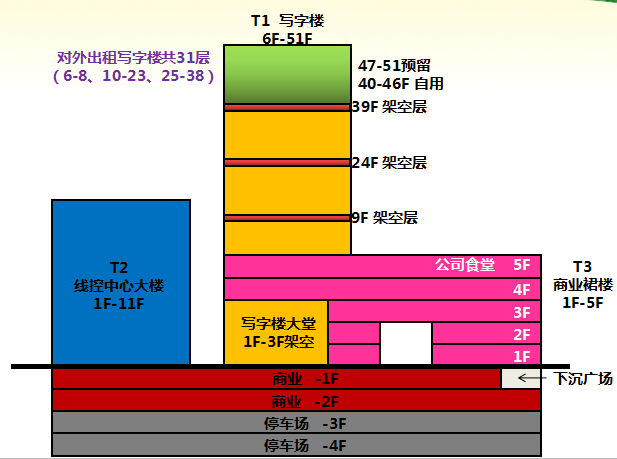 T1 写字楼
6F-51F
对外出租写字楼共31层
（6-8、10-23、25-38）
47-51预留
40-46F 自用
39F 架空层
24F 架空层
9F 架空层
T2
线控中心大楼
1F-11F
公司食堂 5F
4F
3F
2F
1F
T3
商业裙楼
1F-5F
写字楼大堂
1F-3F架空
商业 -1F
下沉广场
商业 -2F
停车场 -3F
停车场 -4F